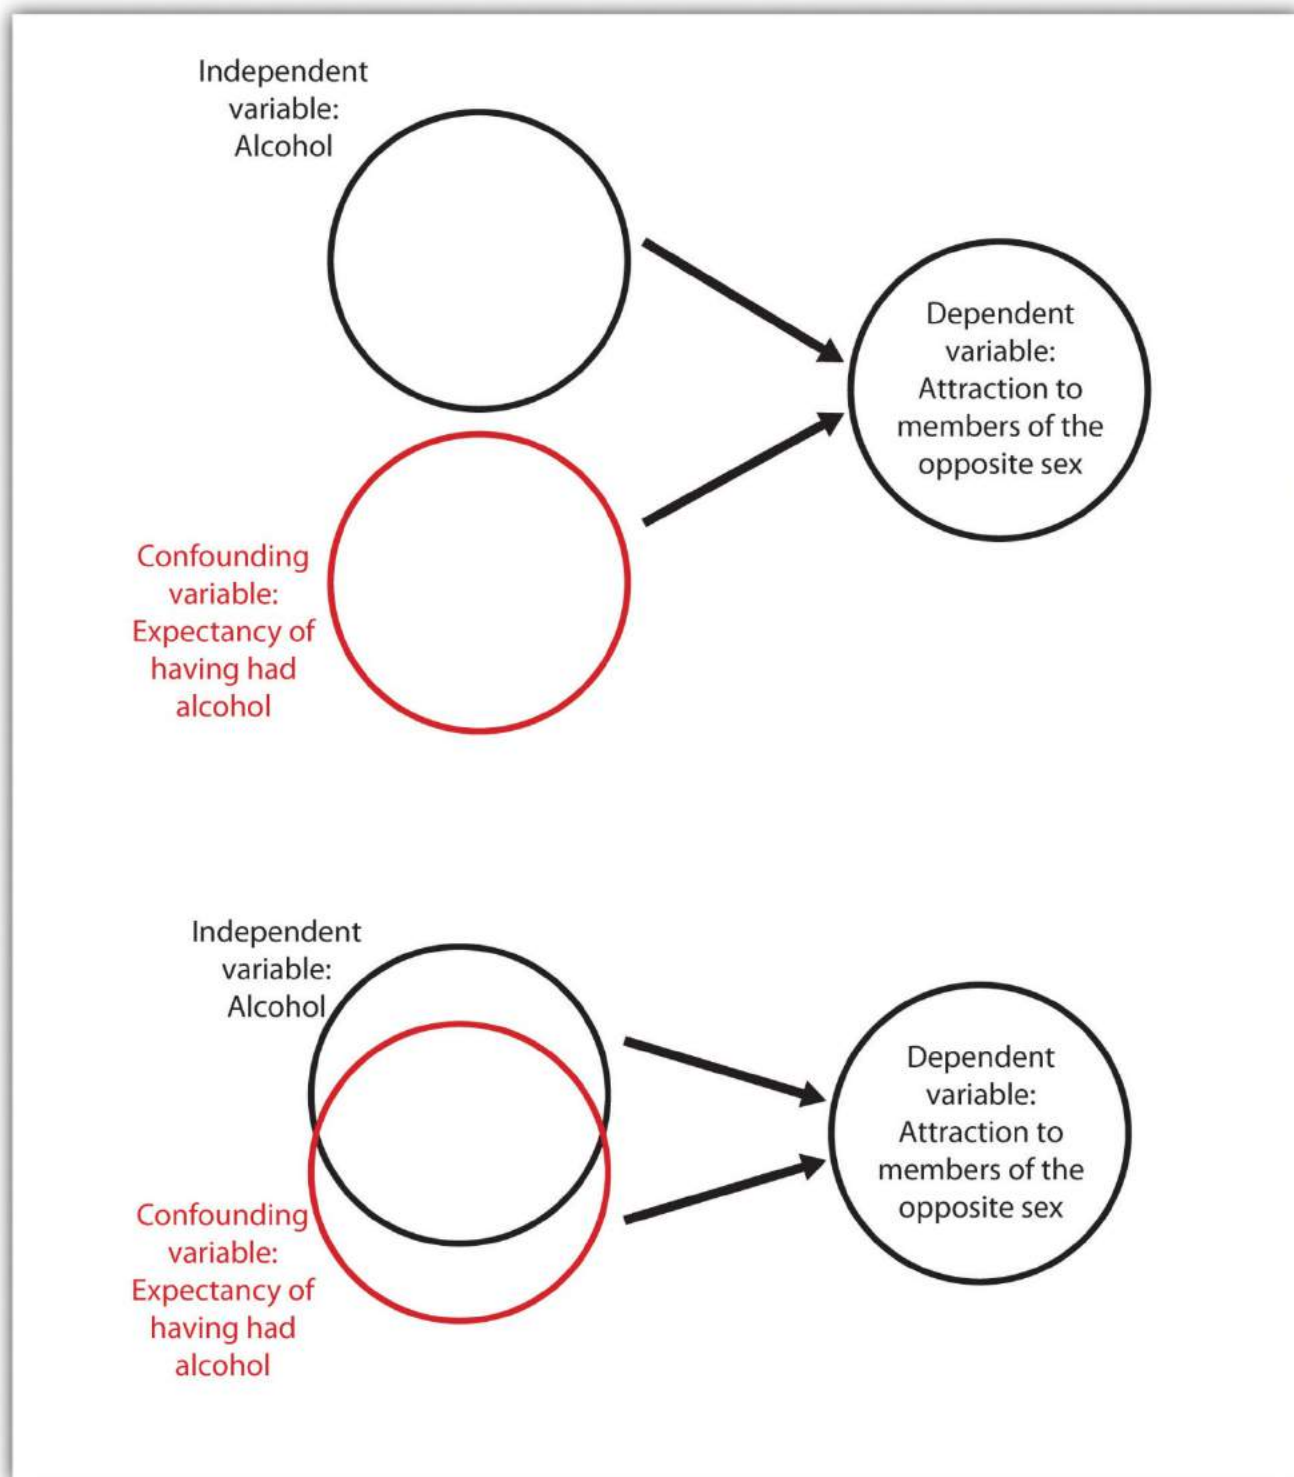 Independent
variable:
Alcohol
Dependent
variable:
Attraction to
members of the
opposite sex
Confounding
variable:
Expectancy of
having had
alcohol
Independent
variable:
Alcohol
Dependent
variable:
Attraction to
members of the
opposite sex
Confounding
variable:
Expectancy of
having had
alcohol